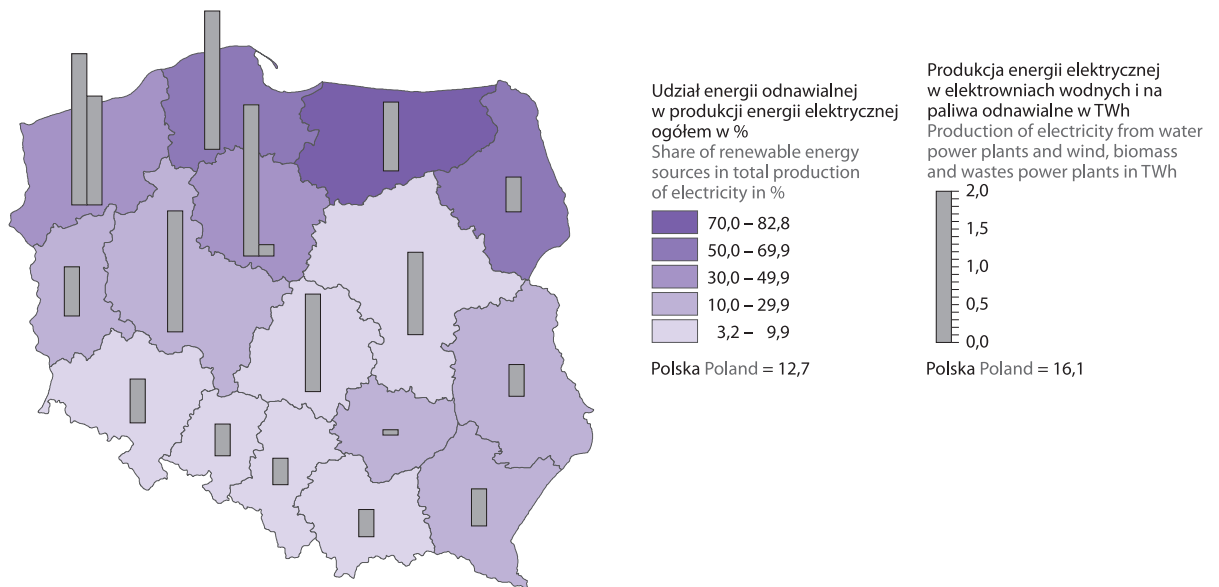 Udział energii odnawialnej
w produkcji energii elektrycznej
ogółem w %
Share of renewable energy
sources in total production
of electricity in %
70,0 – 82,8
50,0 – 69,9
30,0 – 49,9
10,0 – 29,9
3,2 – 9,9
Polska Poland = 12,7
Produkcja energii elektrycznej
w elektrowniach wodnych i na
paliwa odnawialne w TWh
Production of electricity from water
power plants and wind, biomass
and wastes power plants in TWh
2,0
1,5
1,0
0,5
0,0
Polska Poland = 16,1